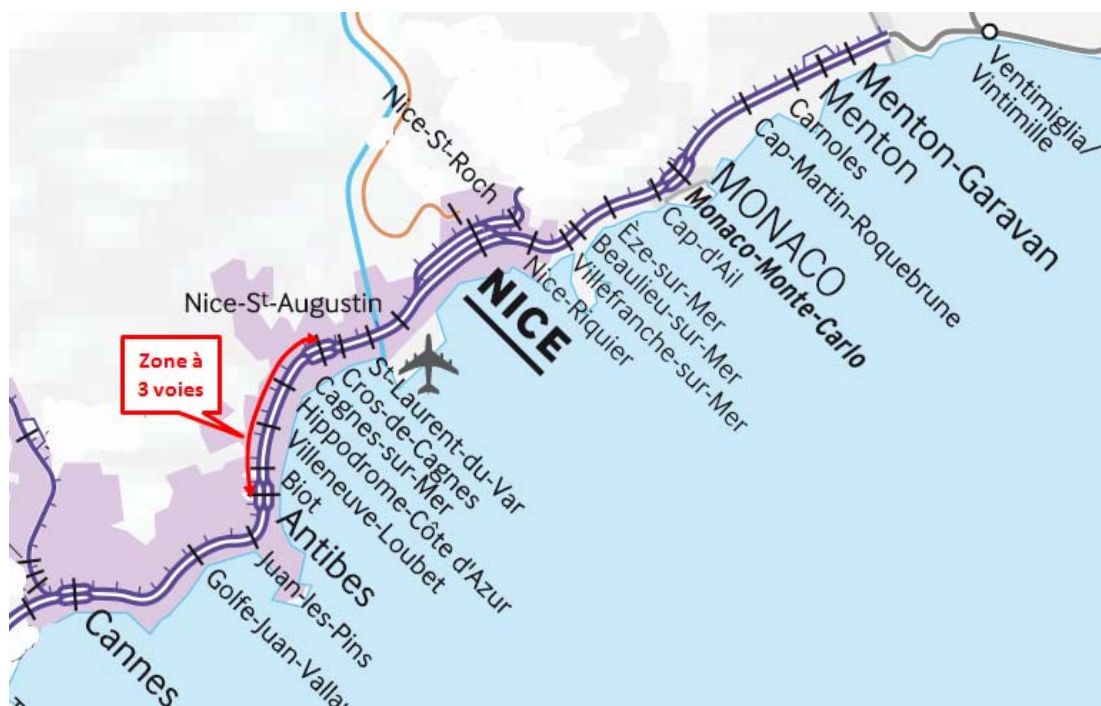 Nice-St-Roch
Nice-St-Augustin
Zone à
3 voies
Ventimiglia/
Vintimille
Menton-Garavan
Menton
Carnoles
Cap-Martin-Roquebrune
MONACO
Monaco-Monte-Carlo
Cap-d'Ail
Èze-sur-Mer
Beaulieu-sur-Mer
Villefranche-sur-Mer
Nice-Riquier
NICE
St-Laurent-du-Var
Cros-de-Cagnes
Cagnes-sur-Mer
Hippodrome-Côte d'Azur
Villeneuve-Loubet
Biot
Antibes
Juan-les-Pins
Golfe-Juan-Vallau
Cannes